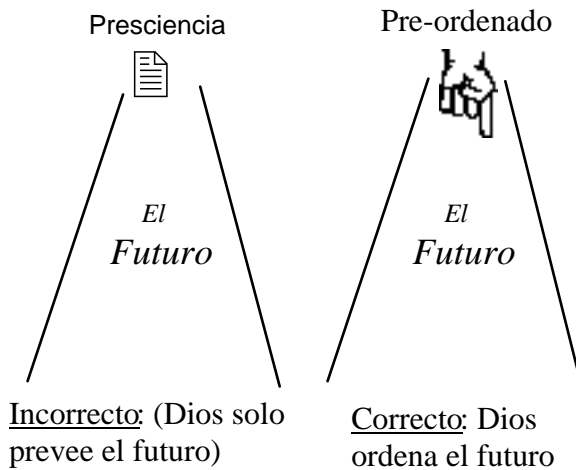 Presciencia
Pre-ordenado
El
Futuro
El
Futuro
Incorrecto: (Dios solo
prevee el futuro)
Correcto: Dios
ordena el futuro